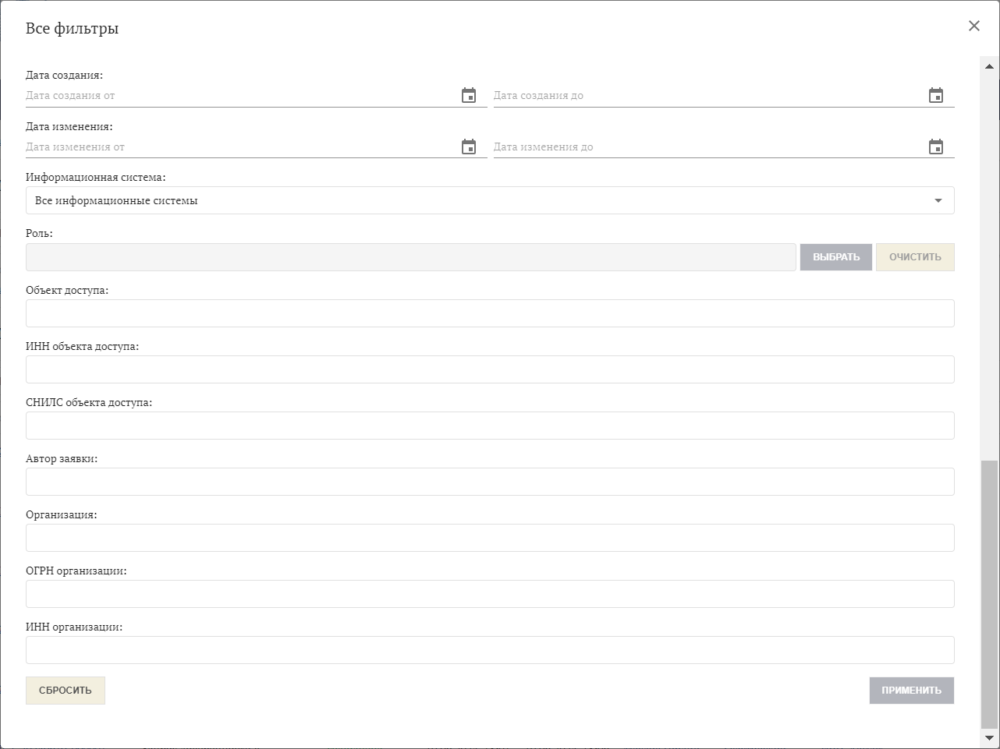 Все фильтры
Дата создания:
Дата создания от
Дата создания до
Дата изменения:
Дата изменения от
Дата изменения до
Информационная система:
Все информационные системы
Роль:
ВЫБРАТЬ
ОЧИСТИТЬ
Объект доступа:
ИНН объекта доступа:
СНИЛС объекта доступа:
Автор заявки:
Организация:
ОГРН организации:
ИНН организации:
СБРОСИТЬ
ПРИМЕНИТЬ